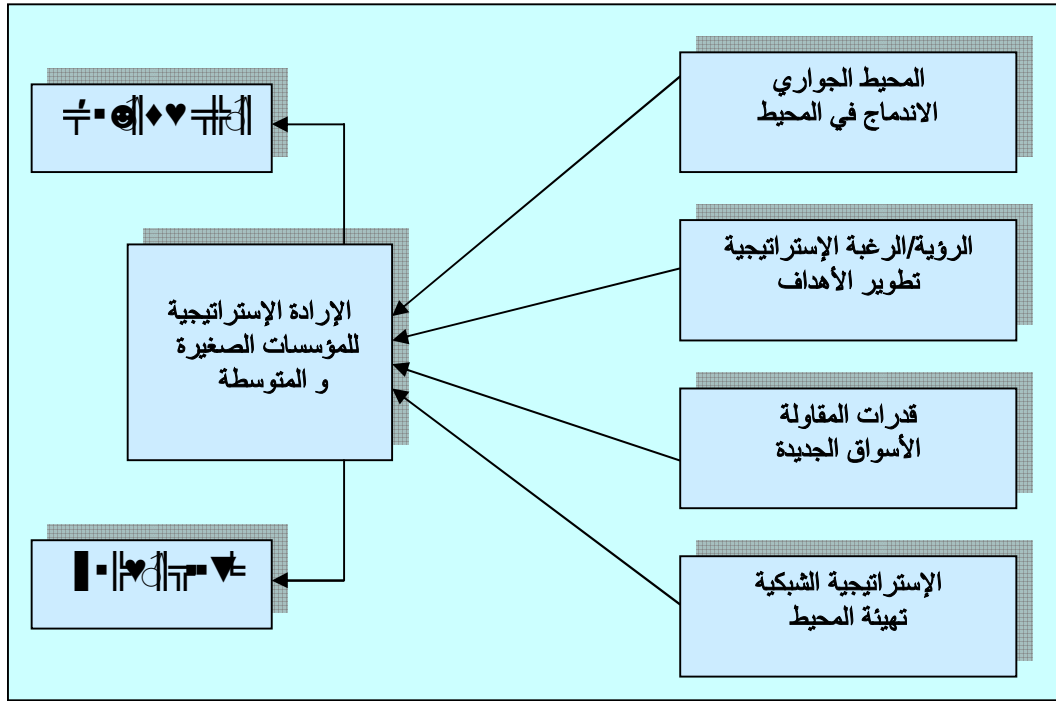 المحيط الجواري
الاندماج في المحيط
الرؤية/الرغبة الإستراتيجية
تطوير الأهداف
الإرادة الإستراتيجية
للمؤسسات الصغيرة
و المتوسطة
قدرات المقاولة
الأسواق الجديدة
الإستراتيجية الشبكية
تهيئة المحيط